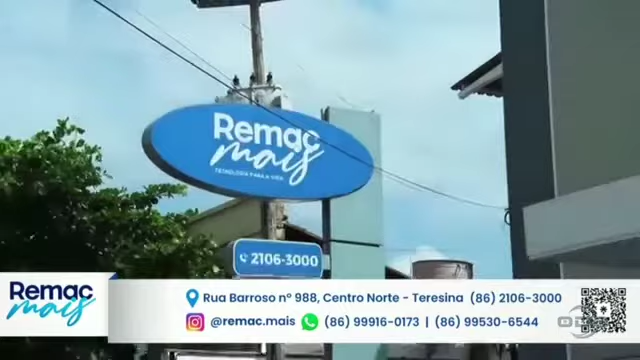 Remac
mais
TECNOLOGIA PARA A VIDA
2106-3000
Remac
mais
Rua Barroso nº 988, Centro Norte - Teresina (86) 2106-3000
@remac.mais (86) 99916-0173 | (86) 99530-6544